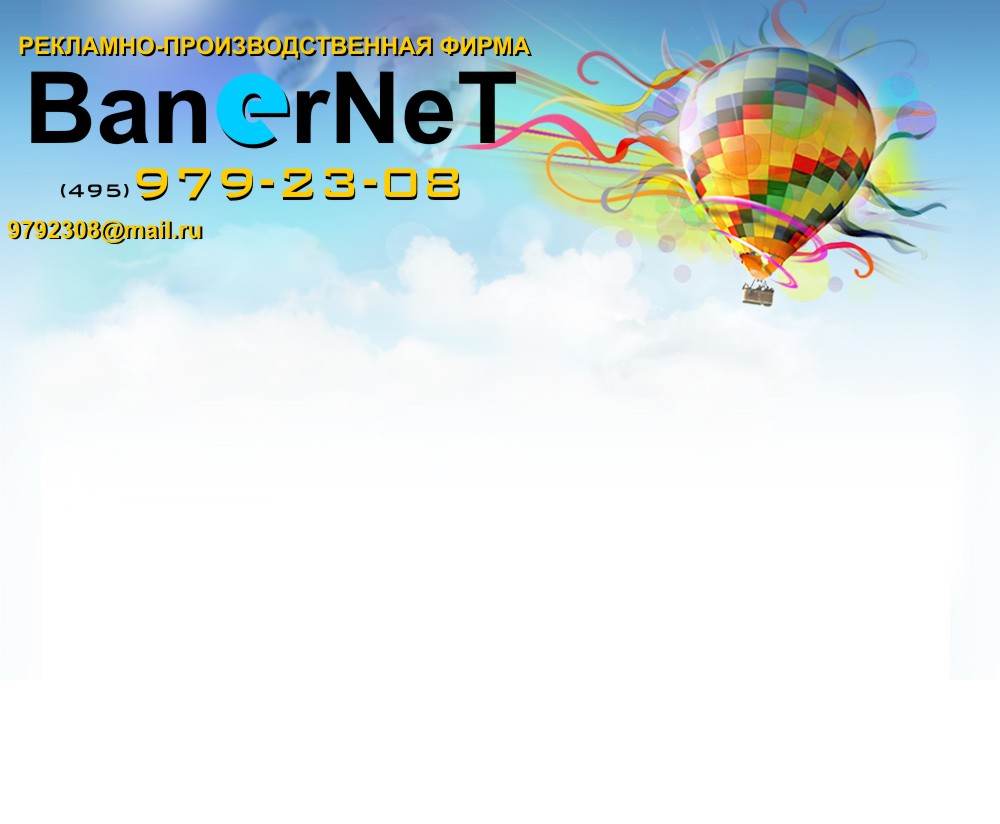 РЕКЛАМНО-ПРОИЗВОДСТВЕННАЯ ФИРМА
BanerNeT
(495) 979-23-08
9792308@mail.ru